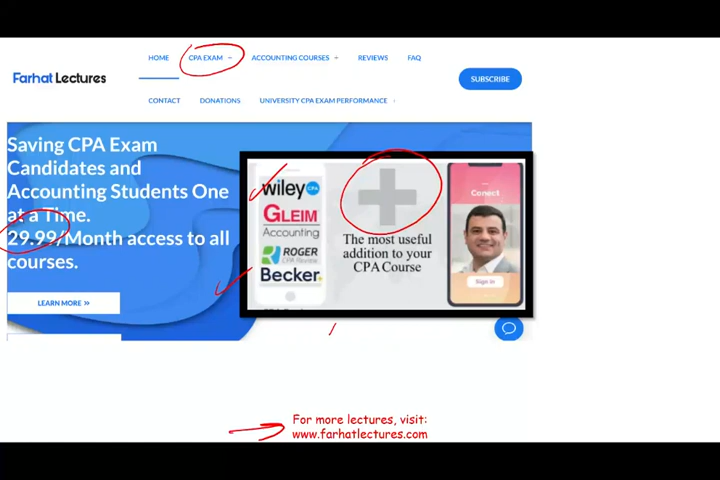 HOME
CPA EXAM
ACCOUNTING COURSES
REVIEWS
FAQ
Farhat Lectures
SUBSCRIBE
CONTACT
DONATIONS
UNIVERSITY CPA EXAM PERFORMANCE
Saving CPA Exam
Candidates and
Accounting Students One
at a Time.
29.99/Month access to all
courses.
LEARN MORE »
wiley CPA
GLEIM
Accounting
ROGER
CPA Review
Becker.
The most useful
addition to your
CPA Course
Conect
Sign in
For more lectures, visit:
www.farhatlectures.com